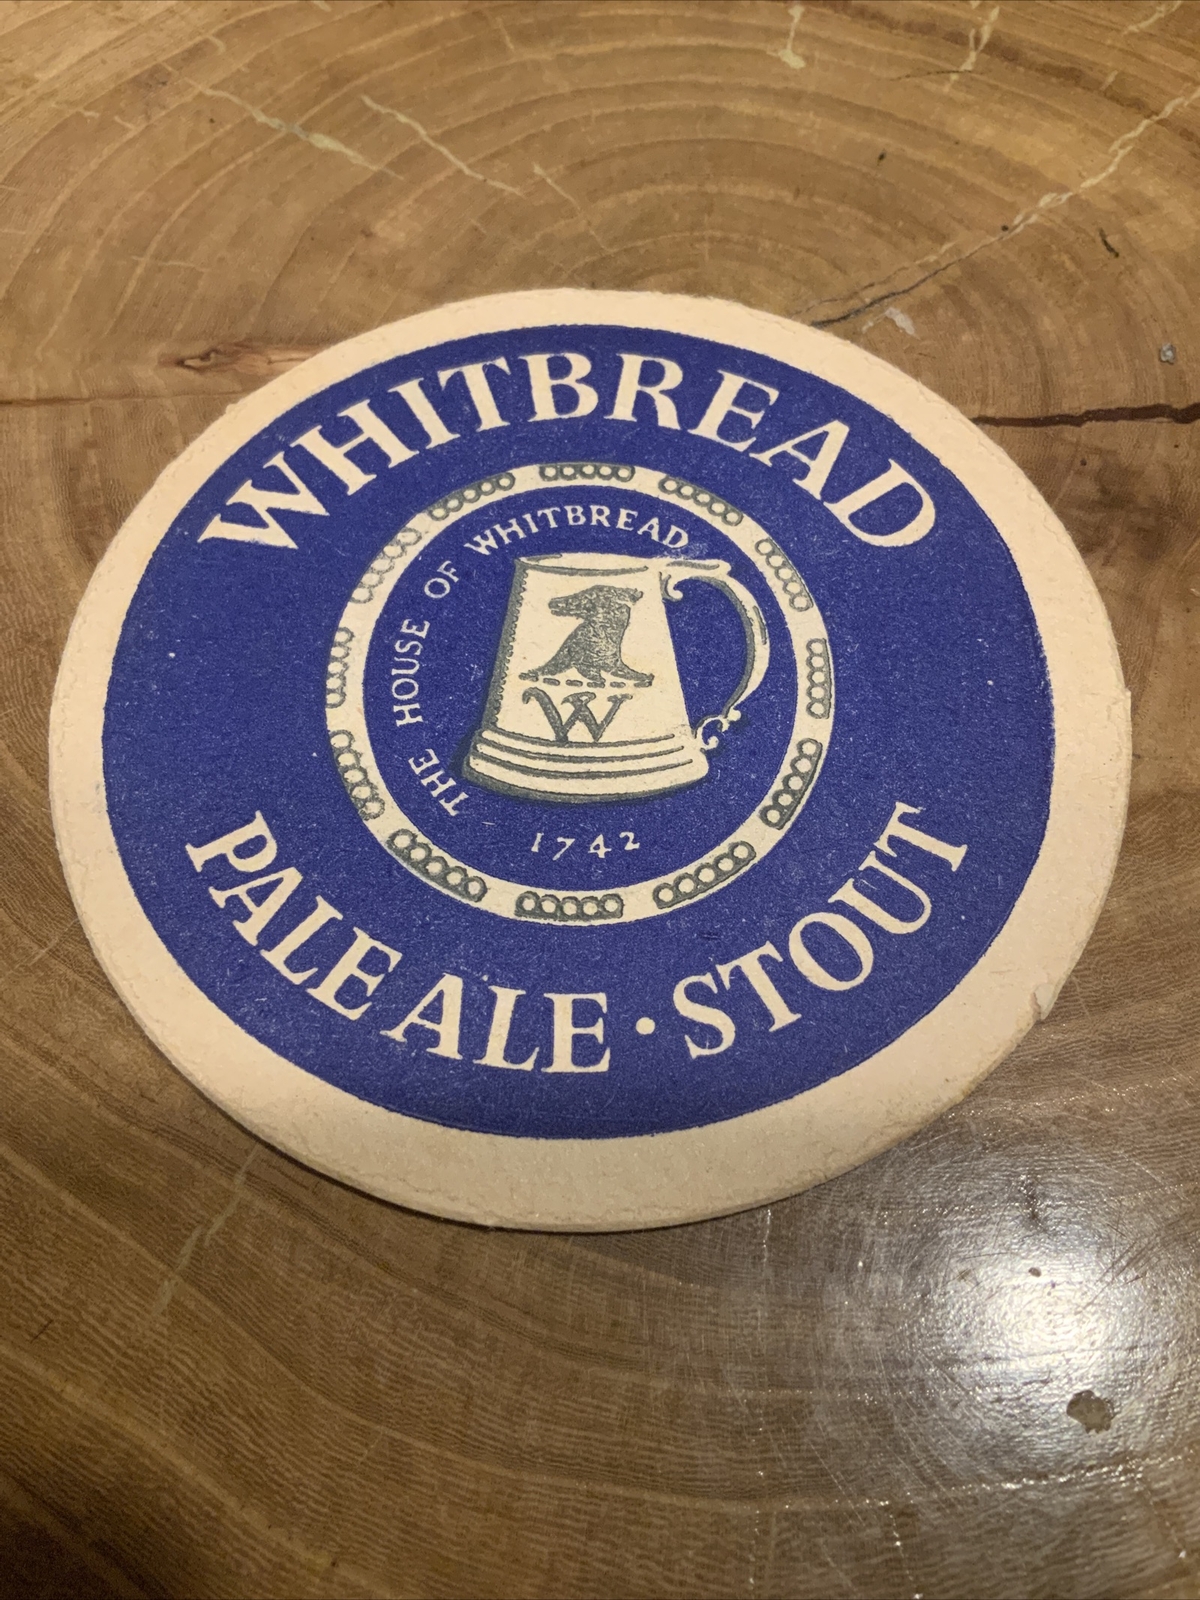 WHITBREAD
THE HOUSE OF WHITBREAD
W
1742
PALE ALE · STOUT